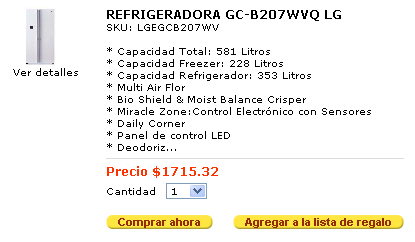 REFRIGERADORA GC-B207WVQ LG
SKU: LGEGCB207WV
* Capacidad Total: 581 Litros
* Capacidad Freezer: 228 Litros
* Capacidad Refrigerador: 353 Litros
* Multi Air Flor
* Bio Shield & Moist Balance Crisper
* Miracle Zone:Control Electrónico con Sensores
* Daily Corner
* Panel de control LED
* Deodoriz...
Ver detalles
Precio $1715.32
Cantidad 1
Comprar ahora
Agregar a la lista de regalo